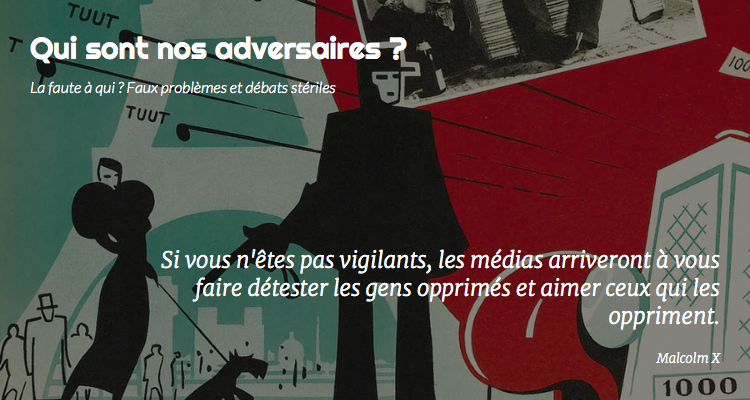 TUUT
T
Qui sont nos adversaires ?
La faute à qui ? Faux problèmes et débats stériles
100
TUUT
Si vous n'êtes pas vigilants, les médias arriveront à vous
faire détester les gens opprimés et aimer ceux qui les
oppriment.
Malcolm X
1000